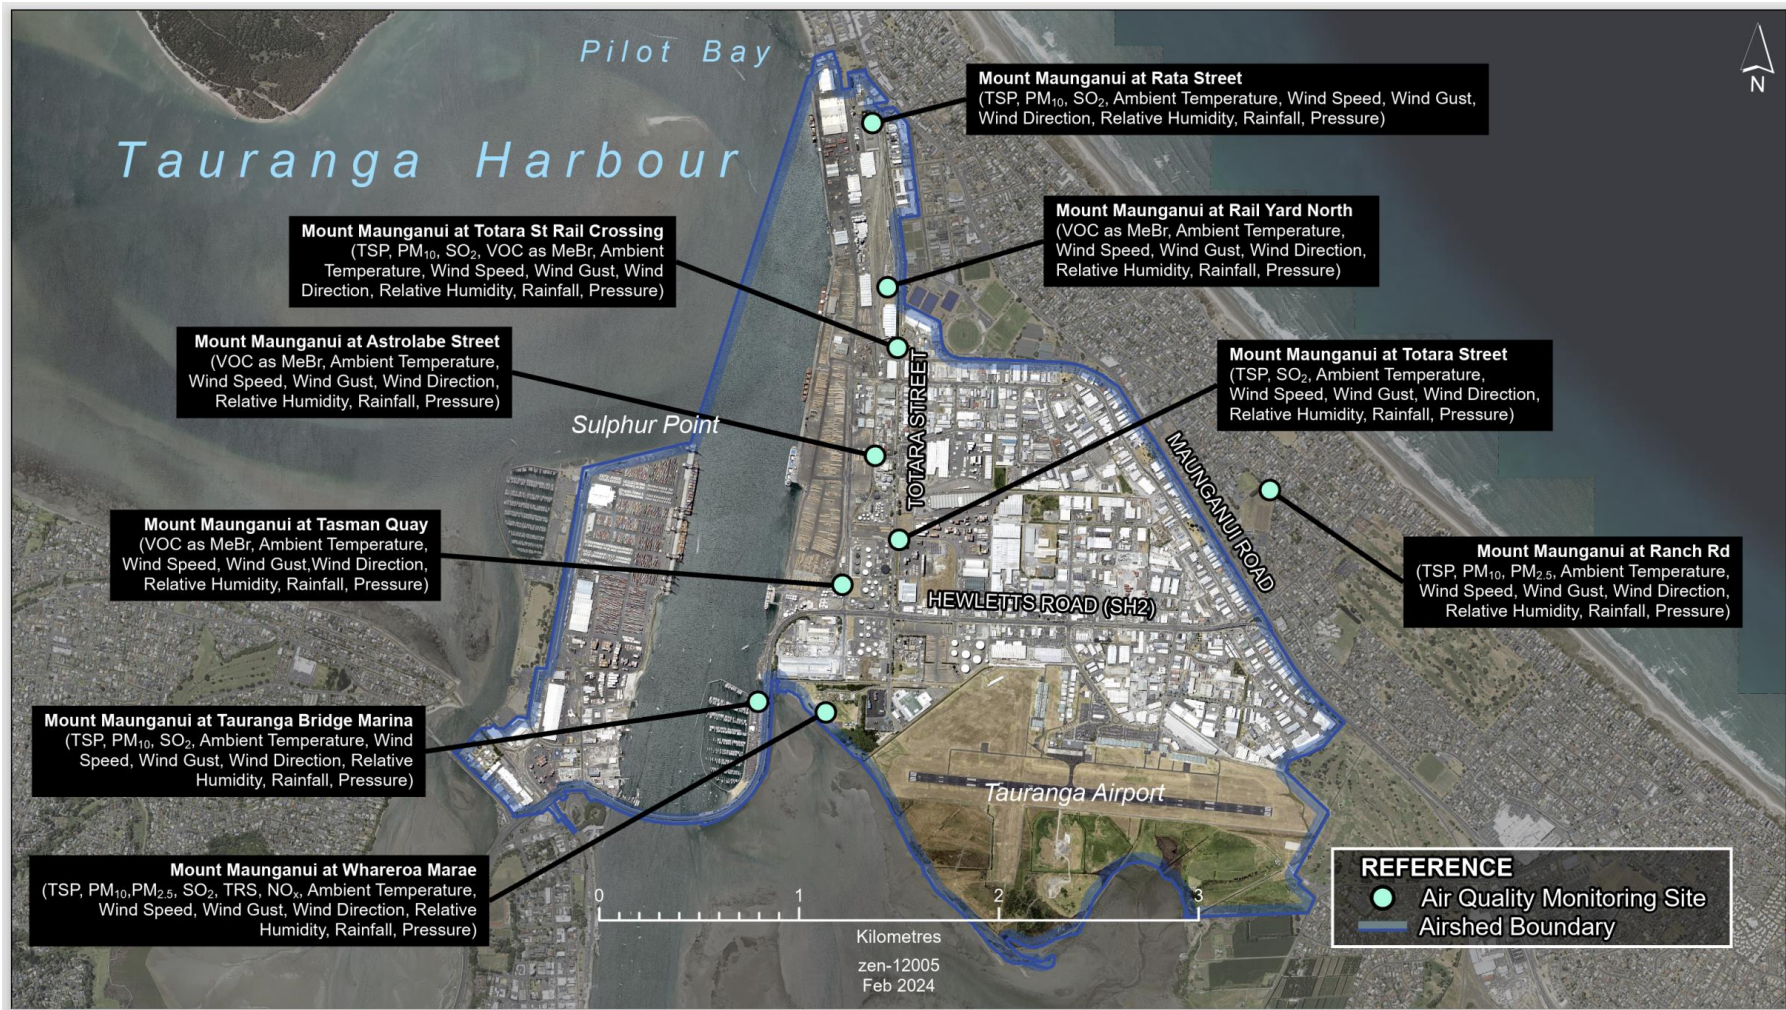 Pilot Bay
Tauranga Harbour
N
Mount Maunganui at Rata Street
(TSP, PM₁₀, SO₂, Ambient Temperature, Wind Speed, Wind Gust,
Wind Direction, Relative Humidity, Rainfall, Pressure)
Mount Maunganui at Rail Yard North
(VOC as MeBr, Ambient Temperature,
Wind Speed, Wind Gust, Wind Direction,
Relative Humidity, Rainfall, Pressure)
Mount Maunganui at Totara St Rail Crossing
(TSP, PM₁₀, SO₂, VOC as MeBr, Ambient
Temperature, Wind Speed, Wind Gust, Wind
Direction, Relative Humidity, Rainfall, Pressure)
Mount Maunganui at Astrolabe Street
(VOC as MeBr, Ambient Temperature,
Wind Speed, Wind Gust, Wind Direction,
Relative Humidity, Rainfall, Pressure)
Mount Maunganui at Totara Street
(TSP, SO₂, Ambient Temperature,
Wind Speed, Wind Gust, Wind Direction,
Relative Humidity, Rainfall, Pressure)
Sulphur Point
TOTARA STREET
MAUNGANUI ROAD
Mount Maunganui at Tasman Quay
(VOC as MeBr, Ambient Temperature,
Wind Speed, Wind Gust,Wind Direction,
Relative Humidity, Rainfall, Pressure)
Mount Maunganui at Ranch Rd
(TSP, PM₁₀, PM₂.₅, Ambient Temperature,
Wind Speed, Wind Gust, Wind Direction,
Relative Humidity, Rainfall, Pressure)
HEWLETTS ROAD (SH2)
Mount Maunganui at Tauranga Bridge Marina
(TSP, PM₁₀, SO₂, Ambient Temperature, Wind
Speed, Wind Gust, Wind Direction, Relative
Humidity, Rainfall, Pressure)
Tauranga Airport
Mount Maunganui at Whareroa Marae
(TSP, PM₁₀,PM₂.₅, SO₂, TRS, NOₓ, Ambient Temperature,
Wind Speed, Wind Gust, Wind Direction, Relative
Humidity, Rainfall, Pressure)
0 1 2 3
Kilometres
zen-12005
Feb 2024
REFERENCE
Air Quality Monitoring Site
Airshed Boundary